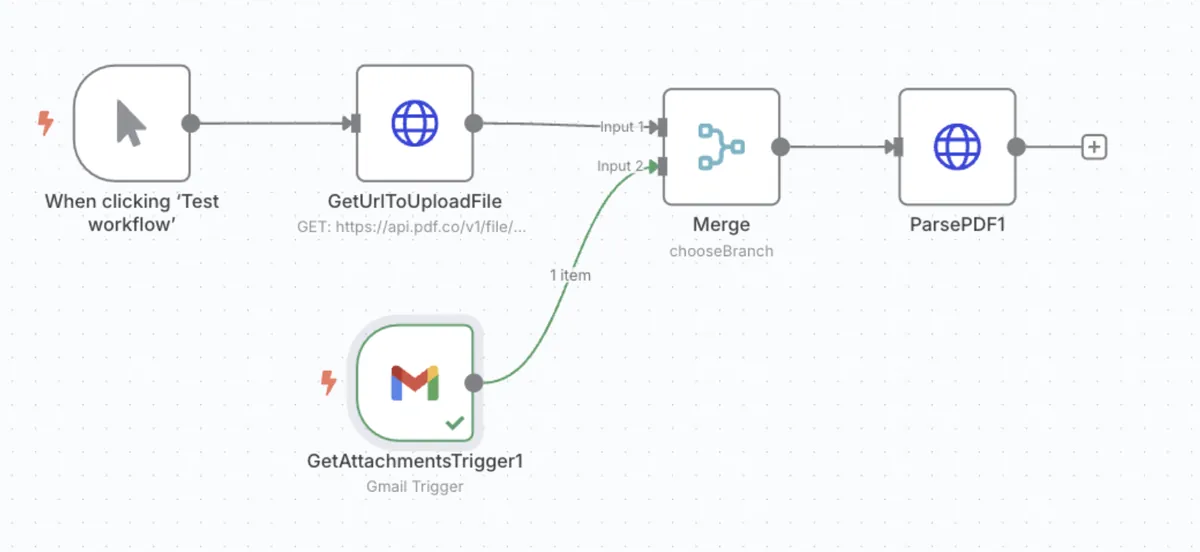 When clicking ‘Test
workflow’
GetUrlToUploadFile
GET: https://api.pdf.co/v1/file/...
Input 1
Input 2
Merge
chooseBranch
ParsePDF1
1 item
GetAttachmentsTrigger1
Gmail Trigger